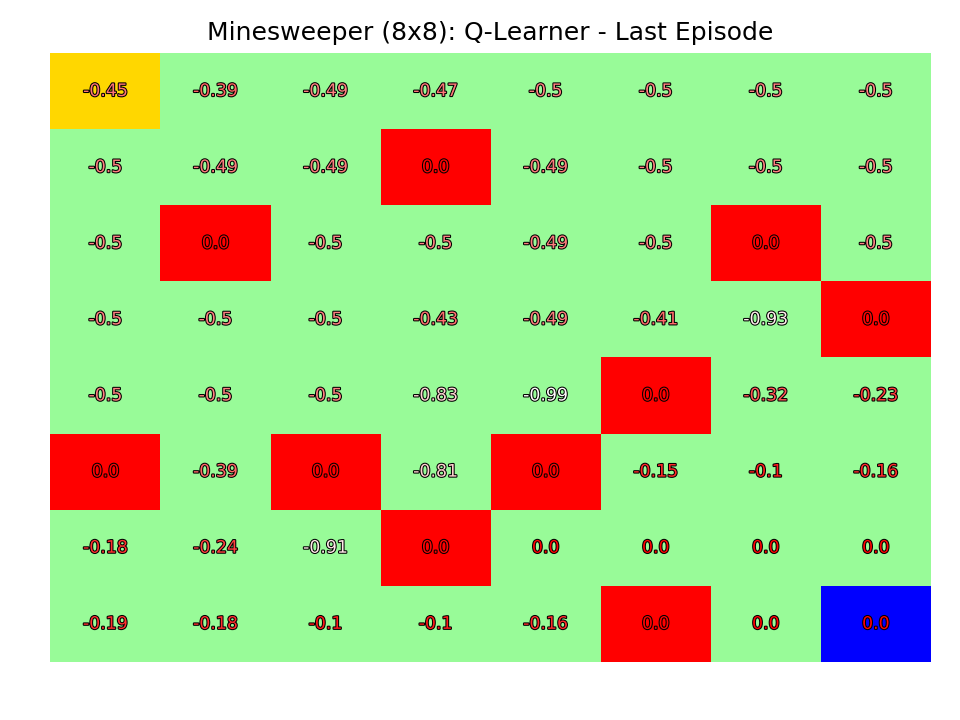 Minesweeper (8x8): Q-Learner - Last Episode
-0.45 -0.39 -0.49 -0.47 -0.5 -0.5 -0.5 -0.5
-0.5 -0.49 -0.49 0.0 -0.49 -0.5 -0.5 -0.5
-0.5 0.0 -0.5 -0.5 -0.49 -0.5 0.0 -0.5
-0.5 -0.5 -0.5 -0.43 -0.49 -0.41 -0.93 0.0
-0.5 -0.5 -0.5 -0.83 -0.99 0.0 -0.32 -0.23
0.0 -0.39 0.0 -0.81 0.0 -0.15 -0.1 -0.16
-0.18 -0.24 -0.91 0.0 0.0 0.0 0.0 0.0
-0.19 -0.18 -0.1 -0.1 -0.16 0.0 0.0 0.0